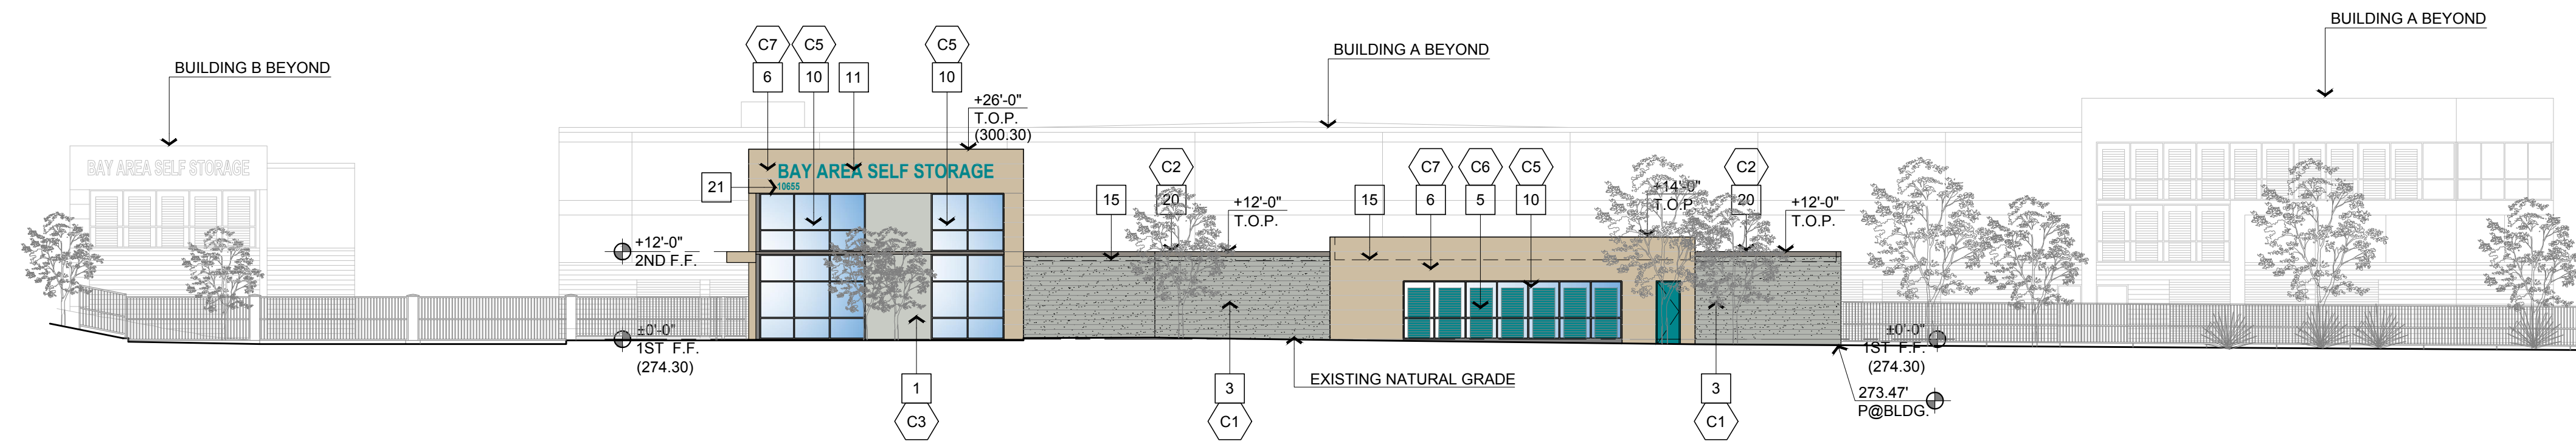 BUILDING B BEYOND
BAY AREA SELF STORAGE
C7
6
C5
10
11
C5
10
+26'-0"
T.O.P.
(300.30)
BUILDING A BEYOND
BUILDING A BEYOND
21
BAY AREA SELF STORAGE
10655
+12'-0"
2ND F.F.
±0'-0"
1ST F.F.
(274.30)
15
C2
20
+12'-0"
T.O.P.
15
C7
6
C6
5
C5
10
+14'-0"
T.O.P
C2
20
+12'-0"
T.O.P.
1
C3
3
C1
EXISTING NATURAL GRADE
3
C1
±0'-0"
1ST F.F.
(274.30)
273.47'
P@BLDG.